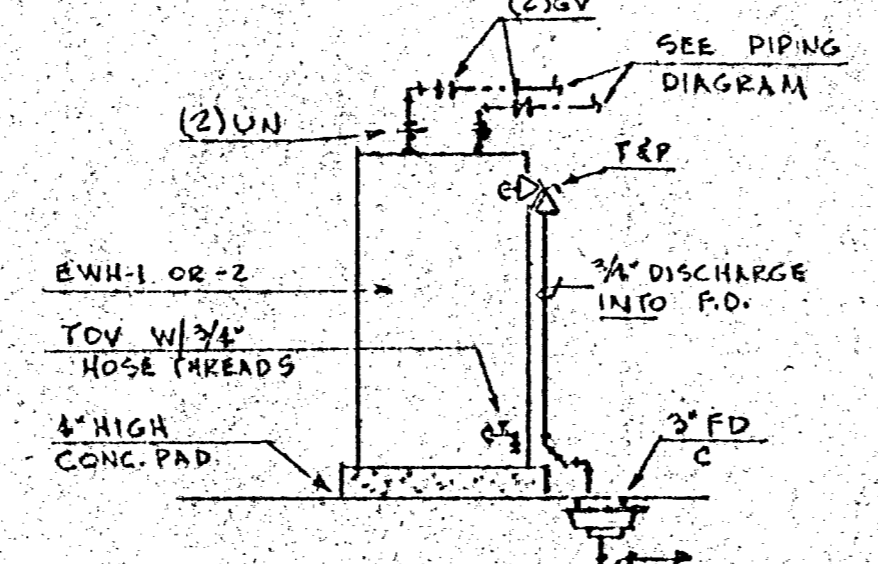 (2)GV
SEE PIPING
DIAGRAM
(2)UN
T&P
EWH-1 OR -2
3/4" DISCHARGE
INTO F.D.
TDV W/ 3/4"
HOSE THREADS
4" HIGH
CONC. PAD
3" FD
C